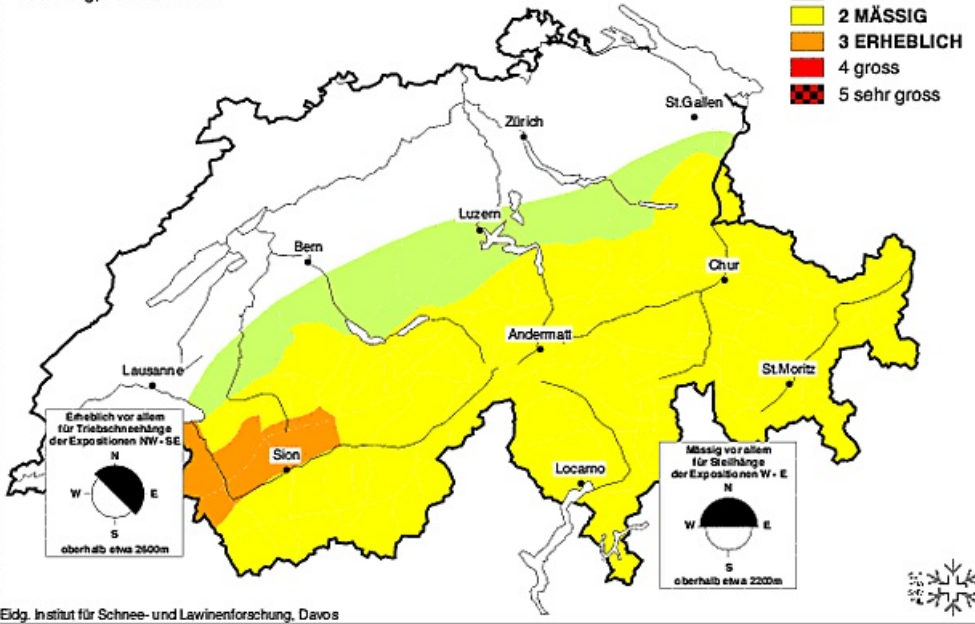 2 MÄSSIG
3 ERHEBLICH
4 gross
5 sehr gross
St.Gallen
Zürich
Luzern
Bern
Chur
Andermatt
Lausanne
St.Moritz
Sion
Locarno
Erheblich vor allem
für Triebschneehänge
der Expositionen NW - SE
N
W
E
S
oberhalb etwa 2600m
Mässig vor allem
für Steilhänge
der Expositionen W - E
N
W
E
S
oberhalb etwa 2200m
Eidg. Institut für Schnee- und Lawinenforschung, Davos